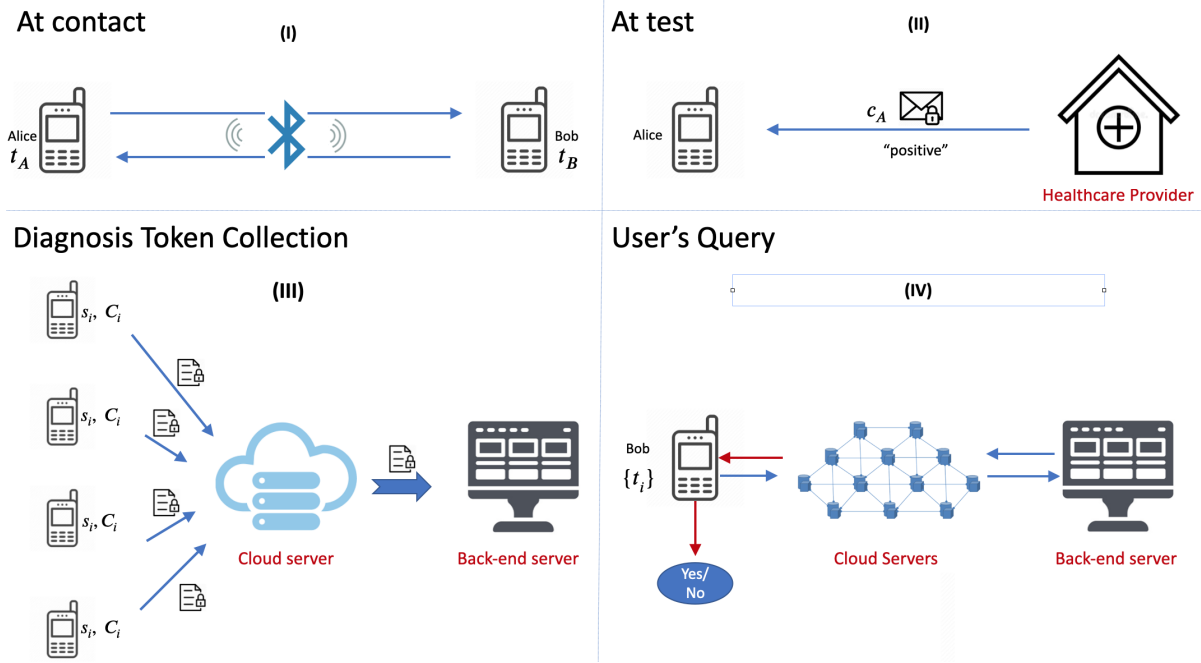 At contact
(I)
Alice
t_A
Bob
t_B
At test
(II)
Alice
c_A
“positive”
Healthcare Provider
Diagnosis Token Collection
(III)
s_i, C_i
s_i, C_i
s_i, C_i
s_i, C_i
Cloud server
Back-end server
User’s Query
(IV)
Bob
{t_i}
Yes/
No
Cloud Servers
Back-end server